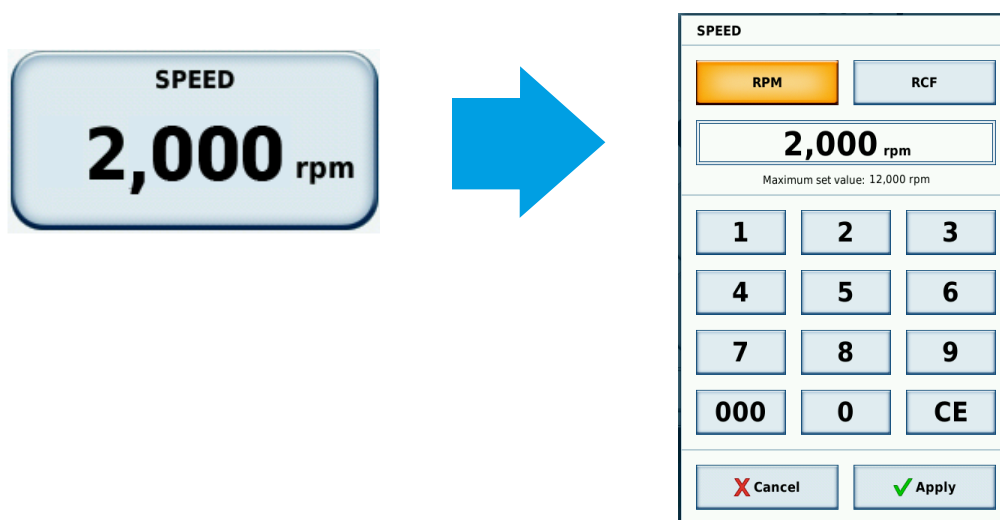 SPEED
2,000 rpm
SPEED
RPM RCF
2,000 rpm
Maximum set value: 12,000 rpm
1 2 3
4 5 6
7 8 9
000 0 CE
Cancel Apply